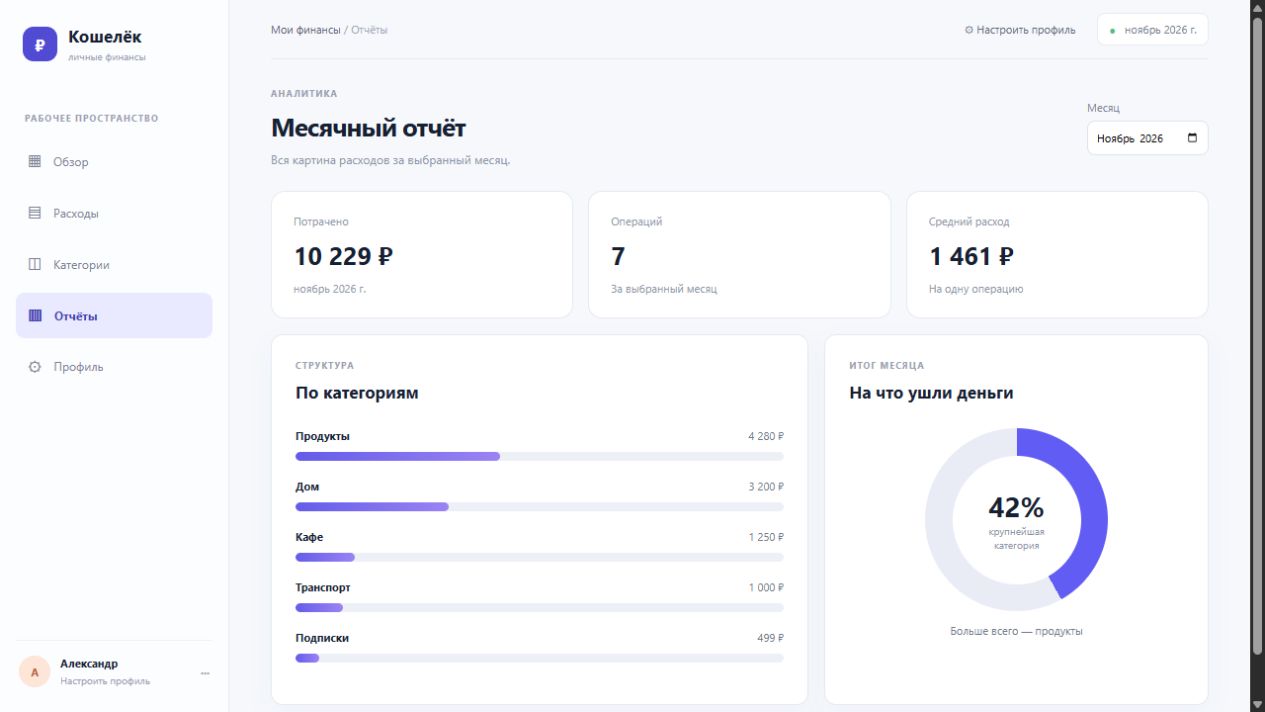 ₽
Кошелёк
личные финансы
РАБОЧЕЕ ПРОСТРАНСТВО
Обзор
Расходы
Категории
Отчёты
Профиль
А
Александр
Настроить профиль
Мои финансы / Отчёты
Настроить профиль
ноябрь 2026 г.
АНАЛИТИКА
Месячный отчёт
Вся картина расходов за выбранный месяц.
Месяц
Ноябрь 2026
Потрачено
10 229 ₽
ноябрь 2026 г.
Операций
7
За выбранный месяц
Средний расход
1 461 ₽
На одну операцию
СТРУКТУРА
По категориям
Продукты 4 280 ₽
Дом 3 200 ₽
Кафе 1 250 ₽
Транспорт 1 000 ₽
Подписки 499 ₽
ИТОГ МЕСЯЦА
На что ушли деньги
42%
крупнейшая
категория
Больше всего — продукты